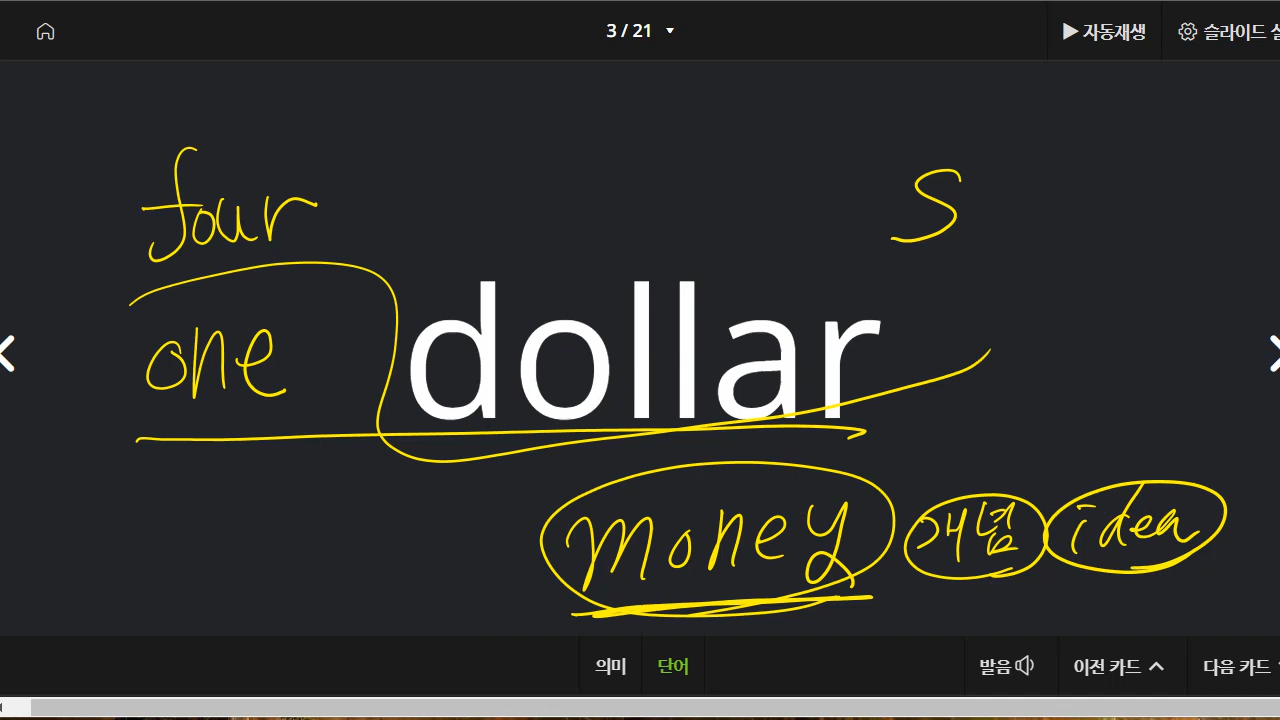 3 / 21
자동재생
슬라이드
four
s
one
dollar
money 개념 idea
의미 단어
발음 이전 카드 다음 카드